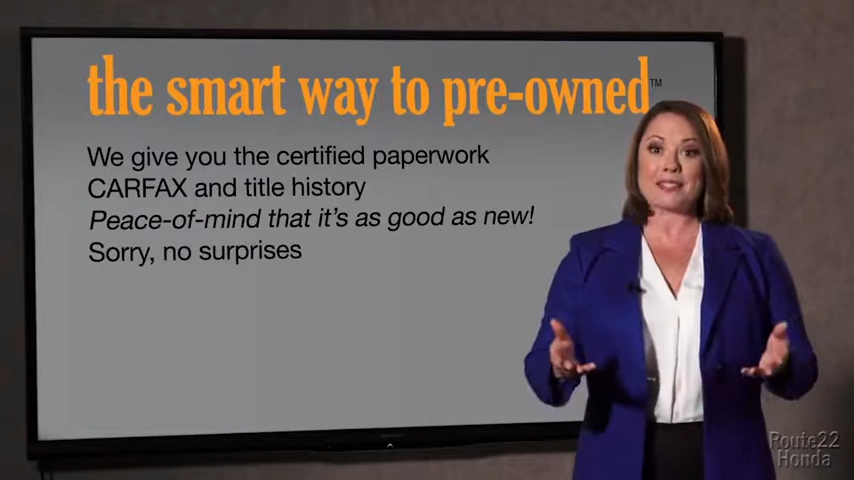 the smart way to pre-owned™
We give you the certified paperwork
CARFAX and title history
Peace-of-mind that it's as good as new!
Sorry, no surprises
Route22
Honda